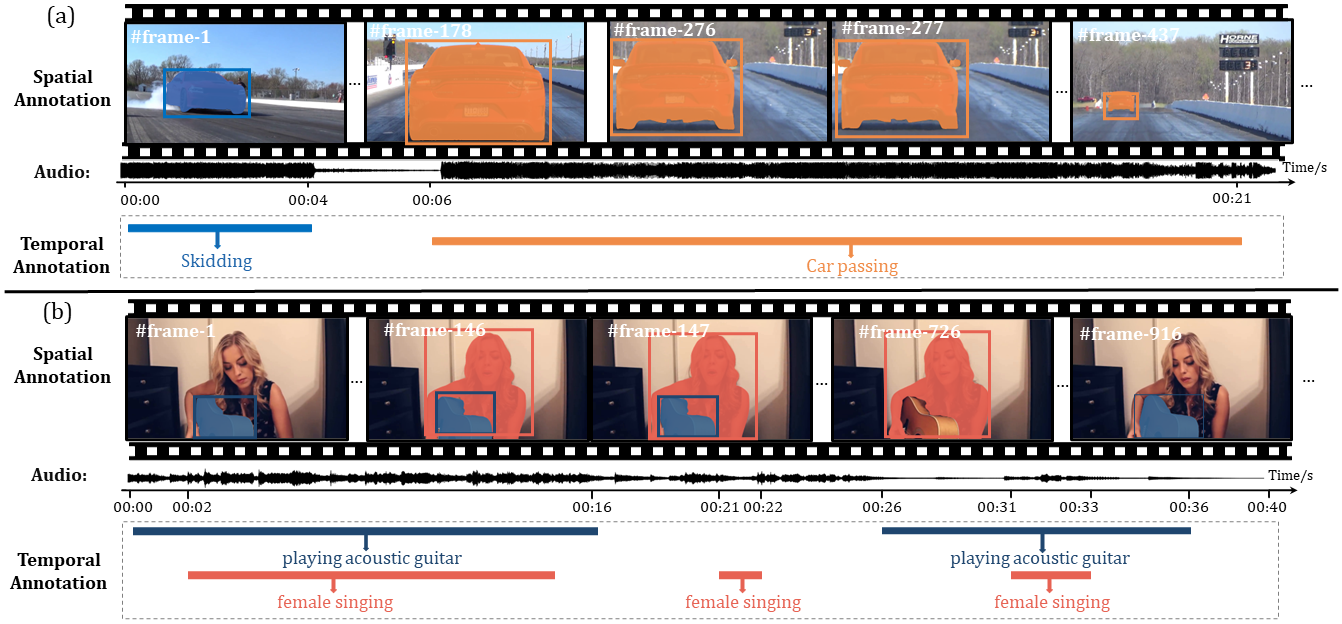 (a)
#frame-1
#frame-178
#frame-276
#frame-277
#frame-437
HORNE
Spatial
Annotation
...
...
...
Audio:
Time/s
00:00
00:04
00:06
00:21
Temporal
Annotation
Skidding
Car passing
(b)
#frame-1
#frame-146
#frame-147
#frame-726
#frame-916
Spatial
Annotation
...
...
...
...
Audio:
Time/s
00:00
00:02
00:16
00:21
00:22
00:26
00:31
00:33
00:36
00:40
Temporal
Annotation
playing acoustic guitar
playing acoustic guitar
female singing
female singing
female singing